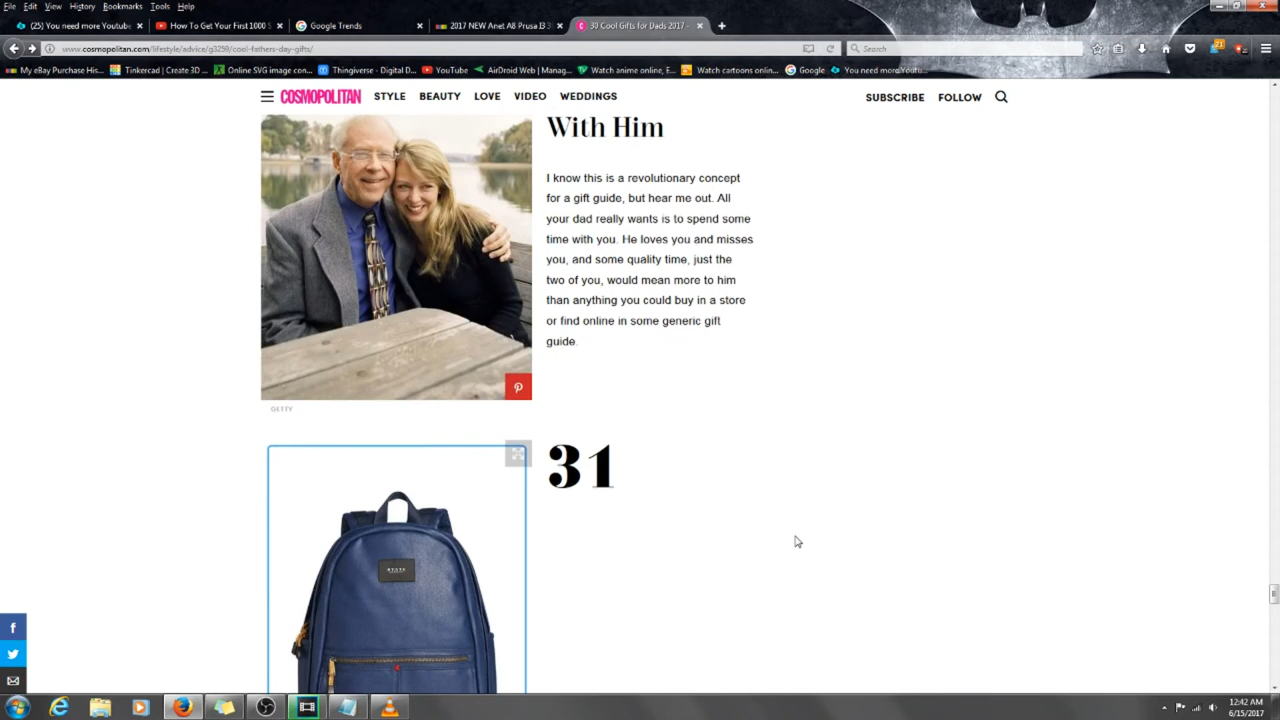 File Edit View History Bookmarks Tools Help
(25) You need more Youtub... How To Get Your First 1000 S Google Trends 2017 NEW Anet A8 Prusa I3 3 30 Cool Gifts for Dads 2017 -
www.cosmopolitan.com/lifestyle/advice/g3259/cool-fathers-day-gifts/ Search
My eBay Purchase His... Tinkercad | Create 3D ... Online SVG image con... Thingiverse - Digital D... YouTube AirDroid Web | Manag... Watch anime online, E... Watch cartoons onlin... Google You need more Youtu...
COSMOPOLITAN STYLE BEAUTY LOVE VIDEO WEDDINGS SUBSCRIBE FOLLOW
With Him
I know this is a revolutionary concept
for a gift guide, but hear me out. All
your dad really wants is to spend some
time with you. He loves you and misses
you, and some quality time, just the
two of you, would mean more to him
than anything you could buy in a store
or find online in some generic gift
guide.
GETTY
31
12:42 AM
6/15/2017